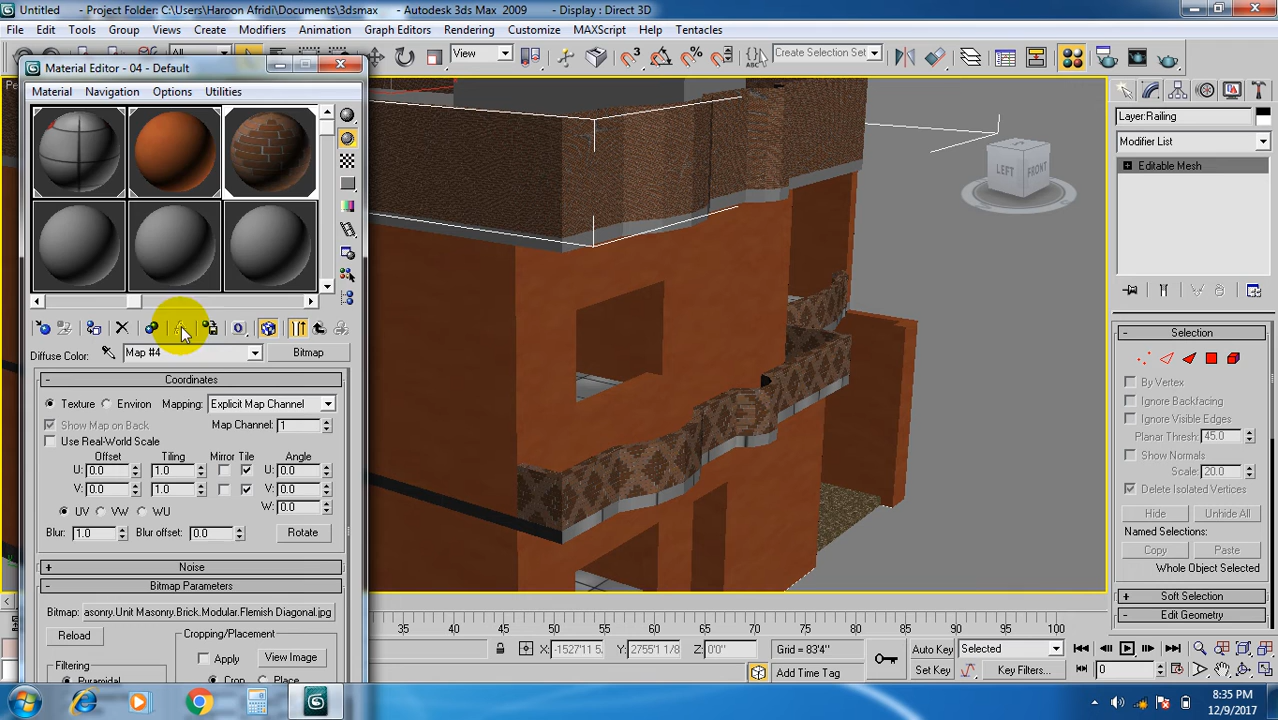 Untitled - Project Folder: C:\Users\Haroon Afridi\Documents\3dsmax - Autodesk 3ds Max 2009 - Display : Direct 3D
File Edit Tools Group Views Create Modifiers Animation Graph Editors Rendering Customize MAXScript Help Tentacles
All View Create Selection Set
Material Editor - 04 - Default
Material Navigation Options Utilities
Diffuse Color: Map #4 Bitmap
Coordinates
Texture Environ Mapping: Explicit Map Channel
Show Map on Back Map Channel: 1
Use Real-World Scale
Offset Tiling Mirror Tile Angle
U: 0.0 1.0 U: 0.0
V: 0.0 1.0 V: 0.0
UV VW WU W: 0.0
Blur: 1.0 Blur offset: 0.0 Rotate
Noise
Bitmap Parameters
Bitmap: asonry.Unit Masonry.Brick.Modular.Flemish Diagonal.jpg
Reload Cropping/Placement
Apply View Image
Filtering
Pyramidal Crop Place
LEFT FRONT
Layer:Railing
Modifier List
Editable Mesh
Selection
By Vertex
Ignore Backfacing
Ignore Visible Edges
Planar Thresh: 45.0
Show Normals
Scale: 20.0
Delete Isolated Vertices
Hide Unhide All
Named Selections:
Copy Paste
Whole Object Selected
Soft Selection
Edit Geometry
35 40 45 50 55 60 65 70 75 80 85 90 95 100
X: -1527'11 5. Y: 2755'1 1/8 Z: 0'0" Grid = 83'4"
Add Time Tag
Auto Key Selected
Set Key Key Filters...
0
8:35 PM
12/9/2017